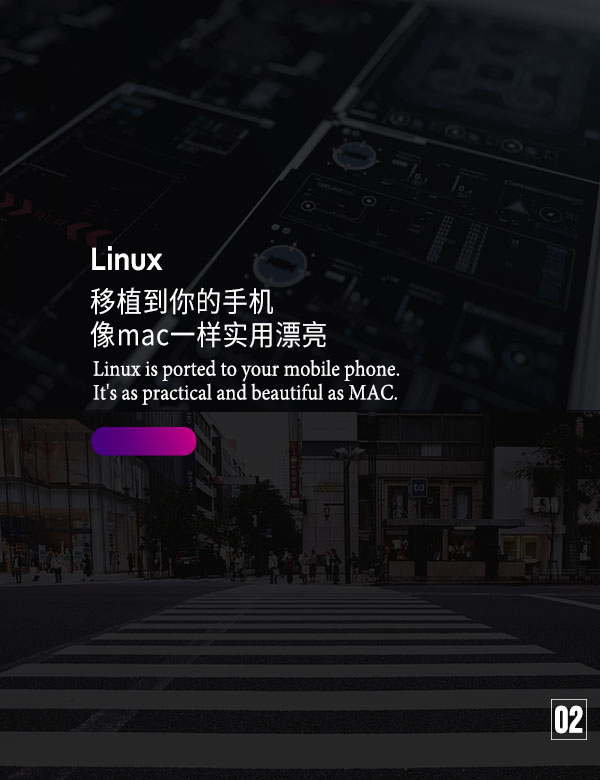 Linux
移植到你的手机
像mac一样实用漂亮
Linux is ported to your mobile phone.
It's as practical and beautiful as MAC.
02